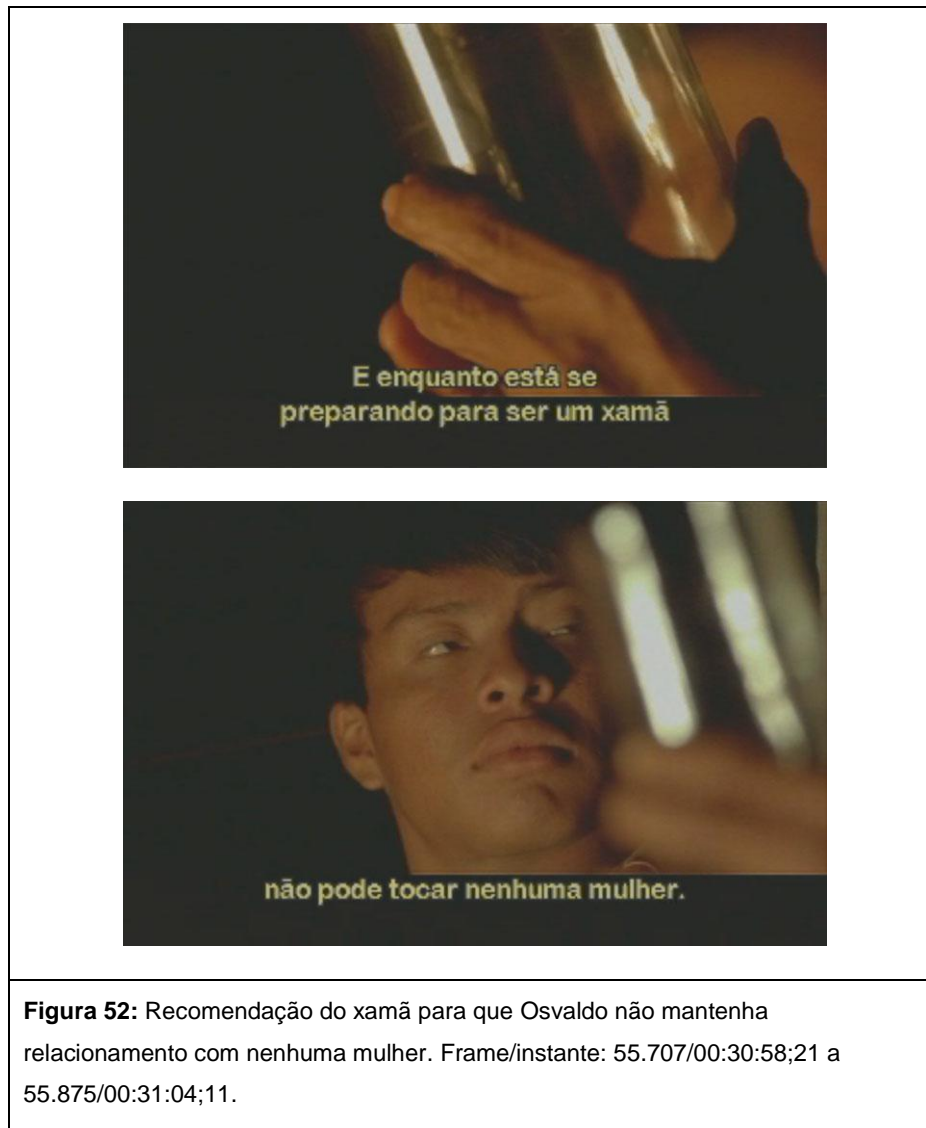 E enquanto está se
preparando para ser um xamã
não pode tocar nenhuma mulher.
Figura 52: Recomendação do xamã para que Osvaldo não mantenha
relacionamento com nenhuma mulher. Frame/instante: 55.707/00:30:58;21 a
55.875/00:31:04;11.